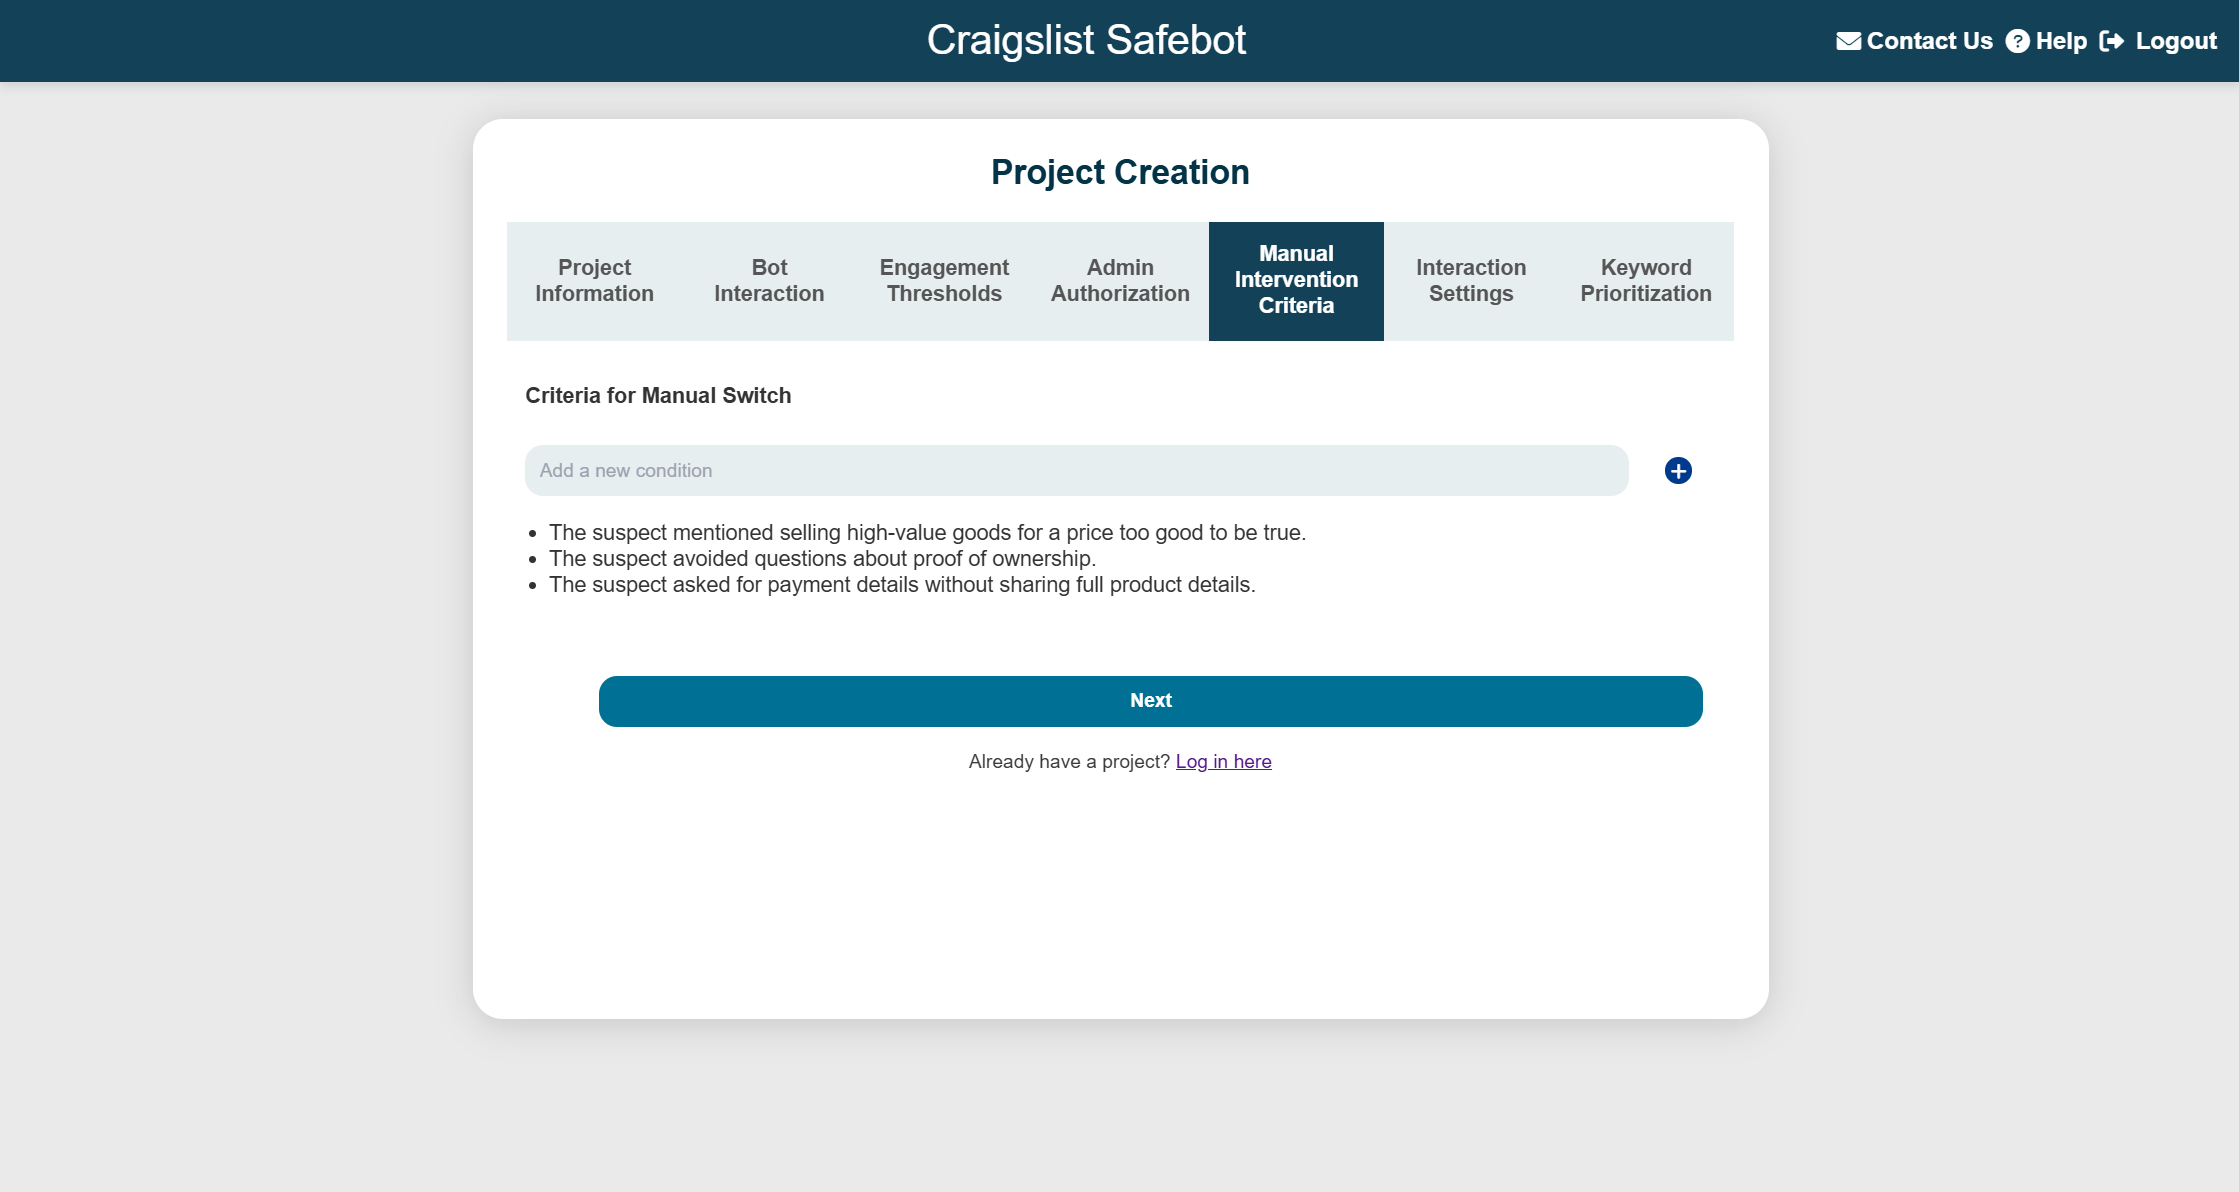 Craigslist Safebot
Contact Us
Help
Logout
Project Creation
Project
Information
Bot
Interaction
Engagement
Thresholds
Admin
Authorization
Manual
Intervention
Criteria
Interaction
Settings
Keyword
Prioritization
Criteria for Manual Switch
Add a new condition
• The suspect mentioned selling high-value goods for a price too good to be true.
• The suspect avoided questions about proof of ownership.
• The suspect asked for payment details without sharing full product details.
Next
Already have a project? Log in here